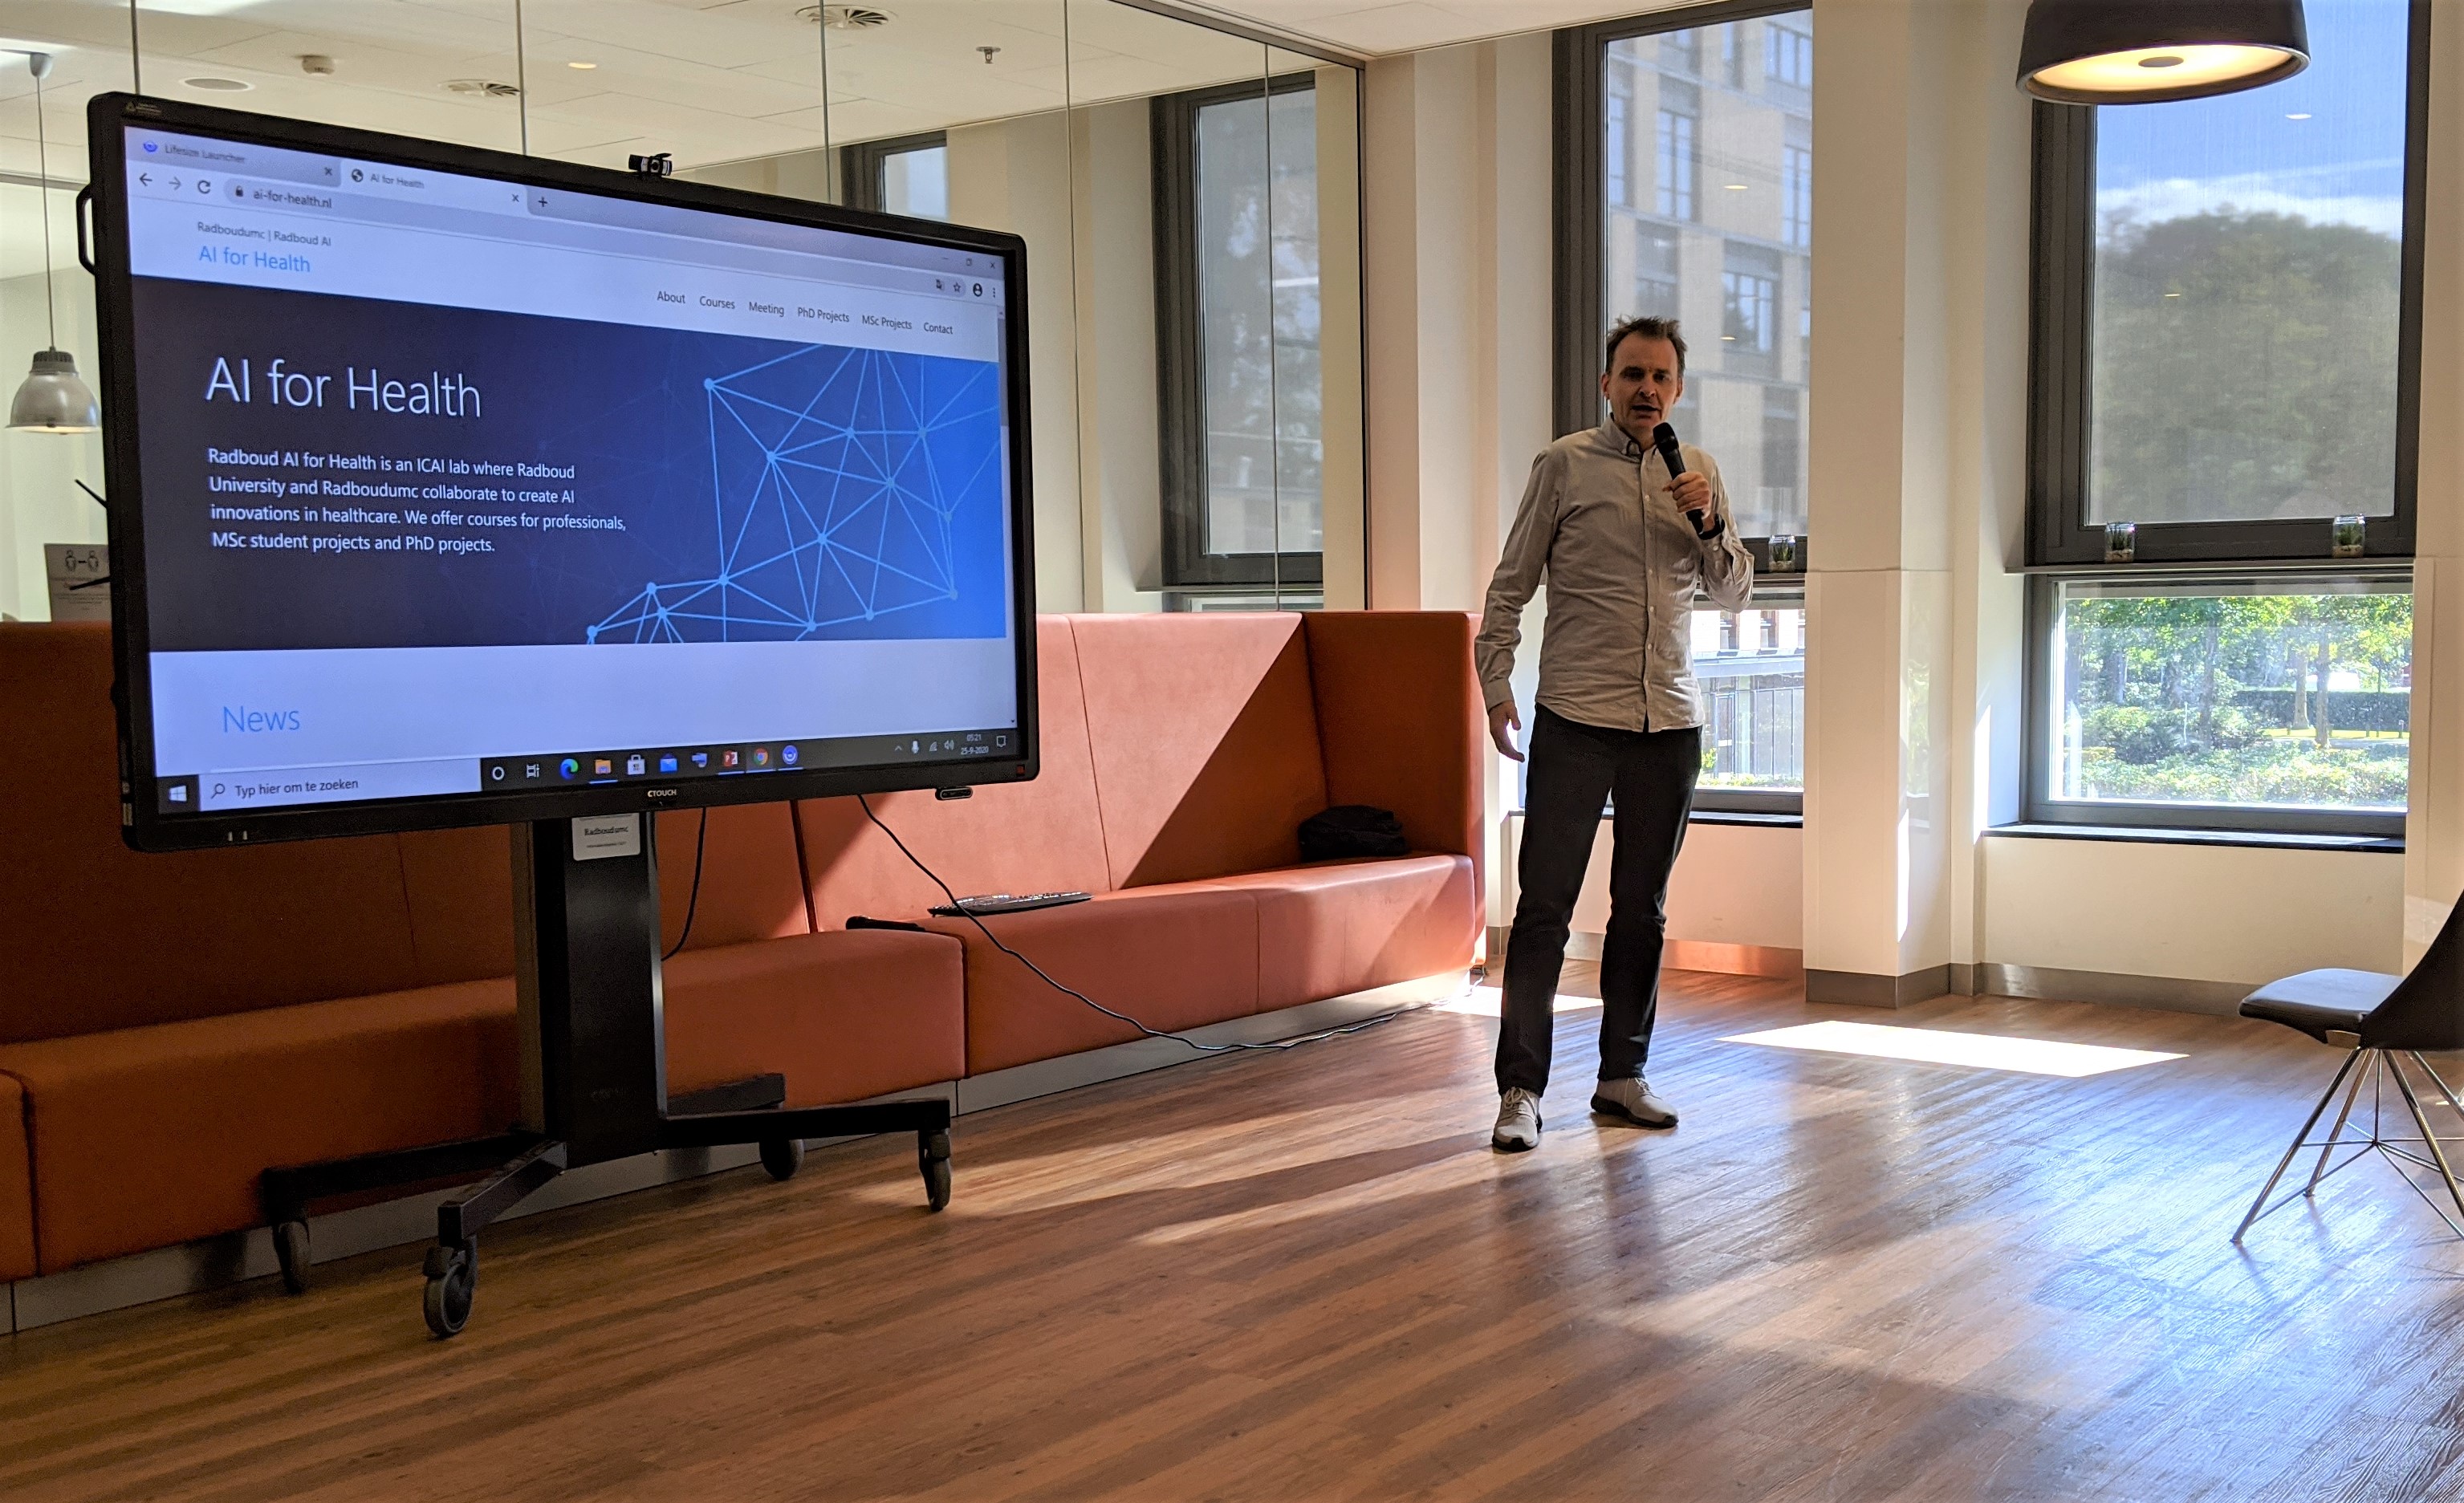 Lifesize Launcher
AI for Health
ai-for-health.nl
Radboudumc | Radboud AI
AI for Health
About Courses Meeting PhD Projects MSc Projects Contact
AI for Health
Radboud AI for Health is an ICAI lab where Radboud
University and Radboudumc collaborate to create AI
innovations in healthcare. We offer courses for professionals,
MSc student projects and PhD projects.
News
Typ hier om te zoeken
05:21
25-9-2020
CTOUCH
Radboudumc